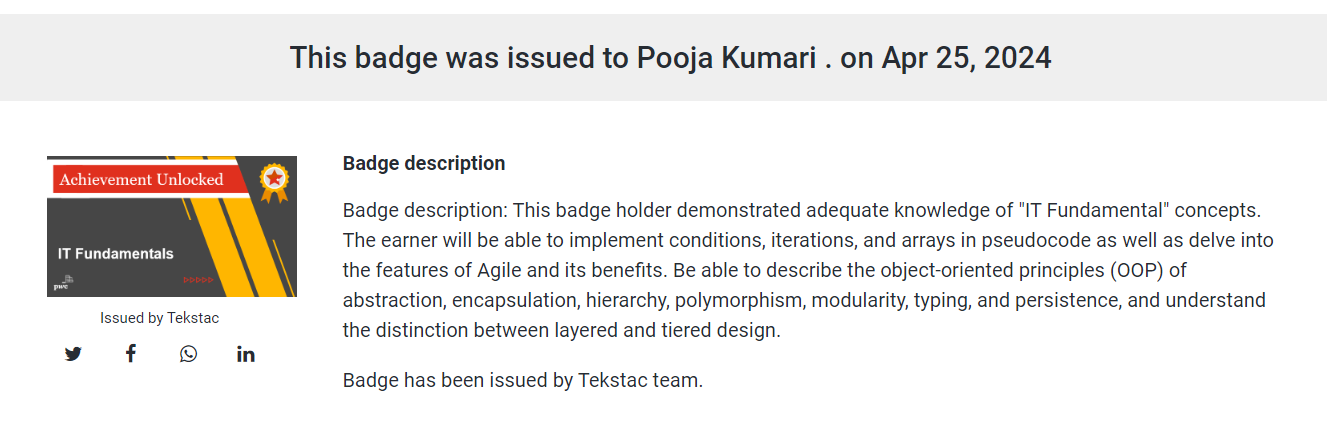 This badge was issued to Pooja Kumari . on Apr 25, 2024
Achievement Unlocked
IT Fundamentals
pwc
Issued by Tekstac
Badge description
Badge description: This badge holder demonstrated adequate knowledge of "IT Fundamental" concepts.
The earner will be able to implement conditions, iterations, and arrays in pseudocode as well as delve into
the features of Agile and its benefits. Be able to describe the object-oriented principles (OOP) of
abstraction, encapsulation, hierarchy, polymorphism, modularity, typing, and persistence, and understand
the distinction between layered and tiered design.
Badge has been issued by Tekstac team.